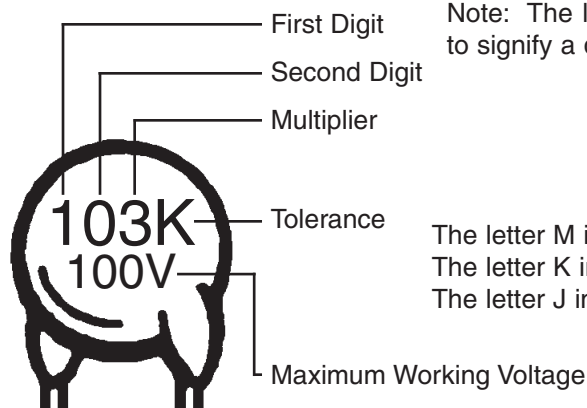 First Digit
Second Digit
Multiplier
103K
100V
Tolerance
Maximum Working Voltage
Note: The
to signify a
The letter M
The letter K
The letter J